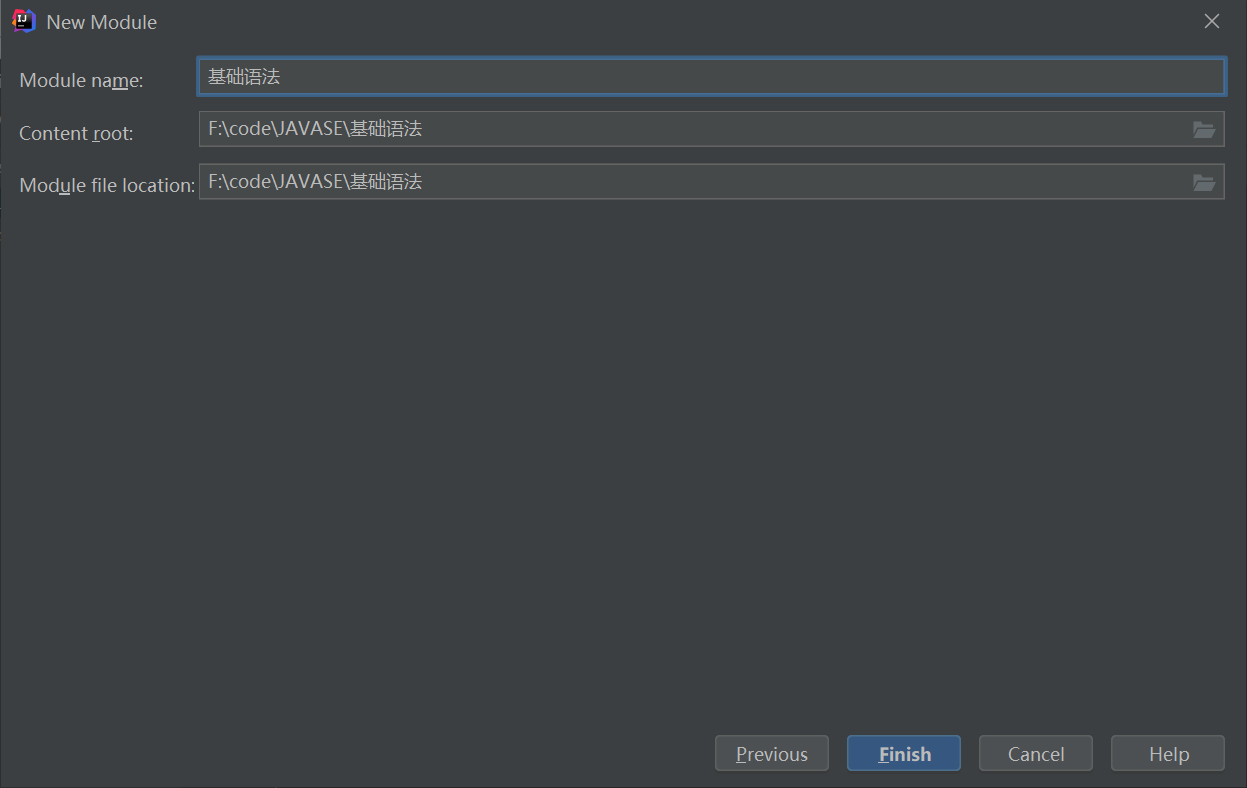 New Module
Module name: 基础语法
Content root: F:\code\JAVASE\基础语法
Module file location: F:\code\JAVASE\基础语法
Previous Finish Cancel Help